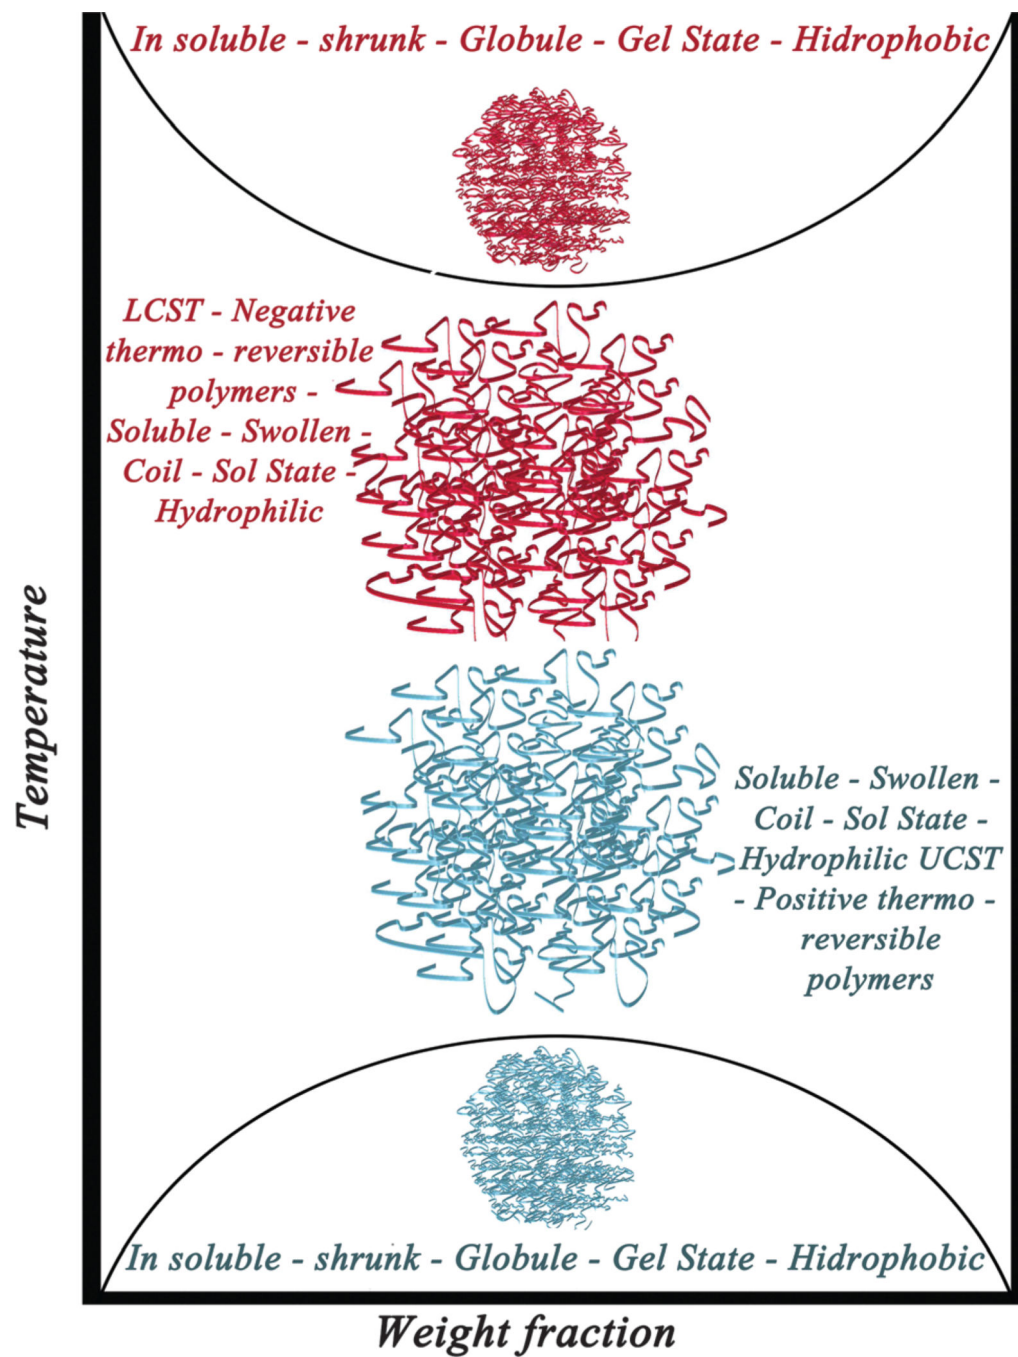 In soluble - shrunk - Globule - Gel State - Hidrophobic
LCST - Negative
thermo - reversible
polymers -
Soluble - Swollen -
Coil - Sol State -
Hydrophilic
Temperature
Soluble - Swollen -
Coil - Sol State -
Hydrophilic UCST
- Positive thermo -
reversible
polymers
In soluble - shrunk - Globule - Gel State - Hidrophobic
Weight fraction